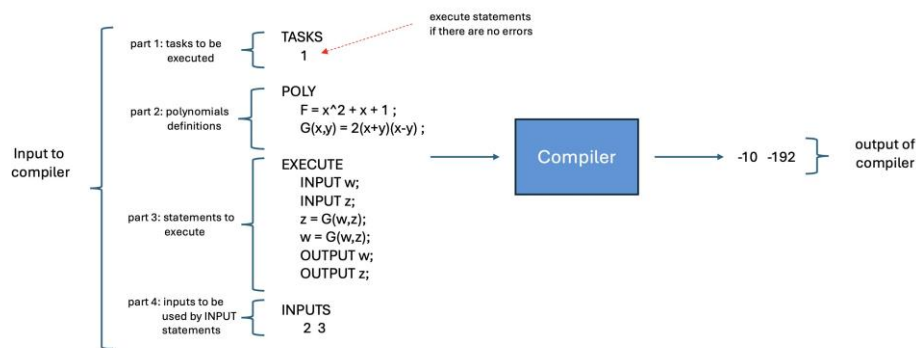 execute statements
if there are no errors
Input to
compiler
part 1: tasks to be
executed
TASKS
1
part 2: polynomials
definitions
POLY
F = x^2 + x + 1 ;
G(x,y) = 2(x+y)(x-y) ;
part 3: statements to
execute
EXECUTE
INPUT w;
INPUT z;
z = G(w,z);
w = G(w,z);
OUTPUT w;
OUTPUT z;
part 4: inputs to be
used by INPUT
statements
INPUTS
2 3
Compiler
-10 -192
output of
compiler